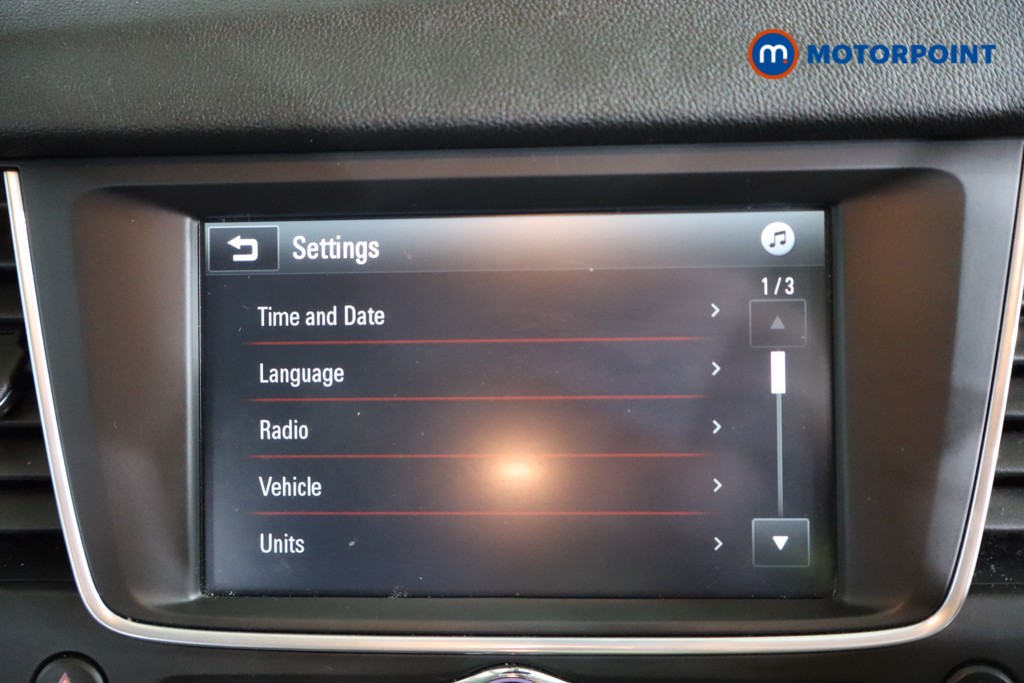 m MOTORPOINT
Settings
1/3
Time and Date
Language
Radio
Vehicle
Units